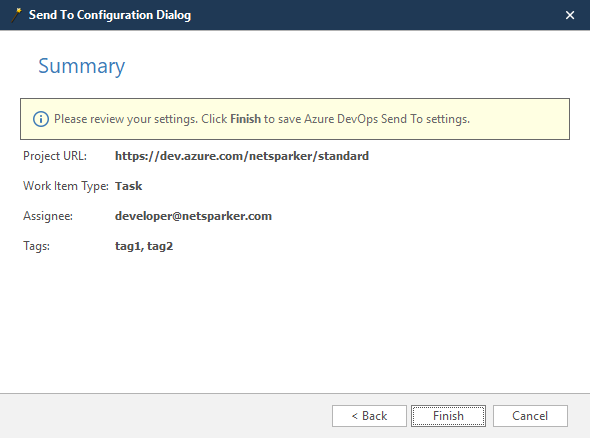 Send To Configuration Dialog
Summary
Please review your settings. Click Finish to save Azure DevOps Send To settings.
Project URL: https://dev.azure.com/netsparker/standard
Work Item Type: Task
Assignee: developer@netsparker.com
Tags: tag1, tag2
< Back Finish Cancel